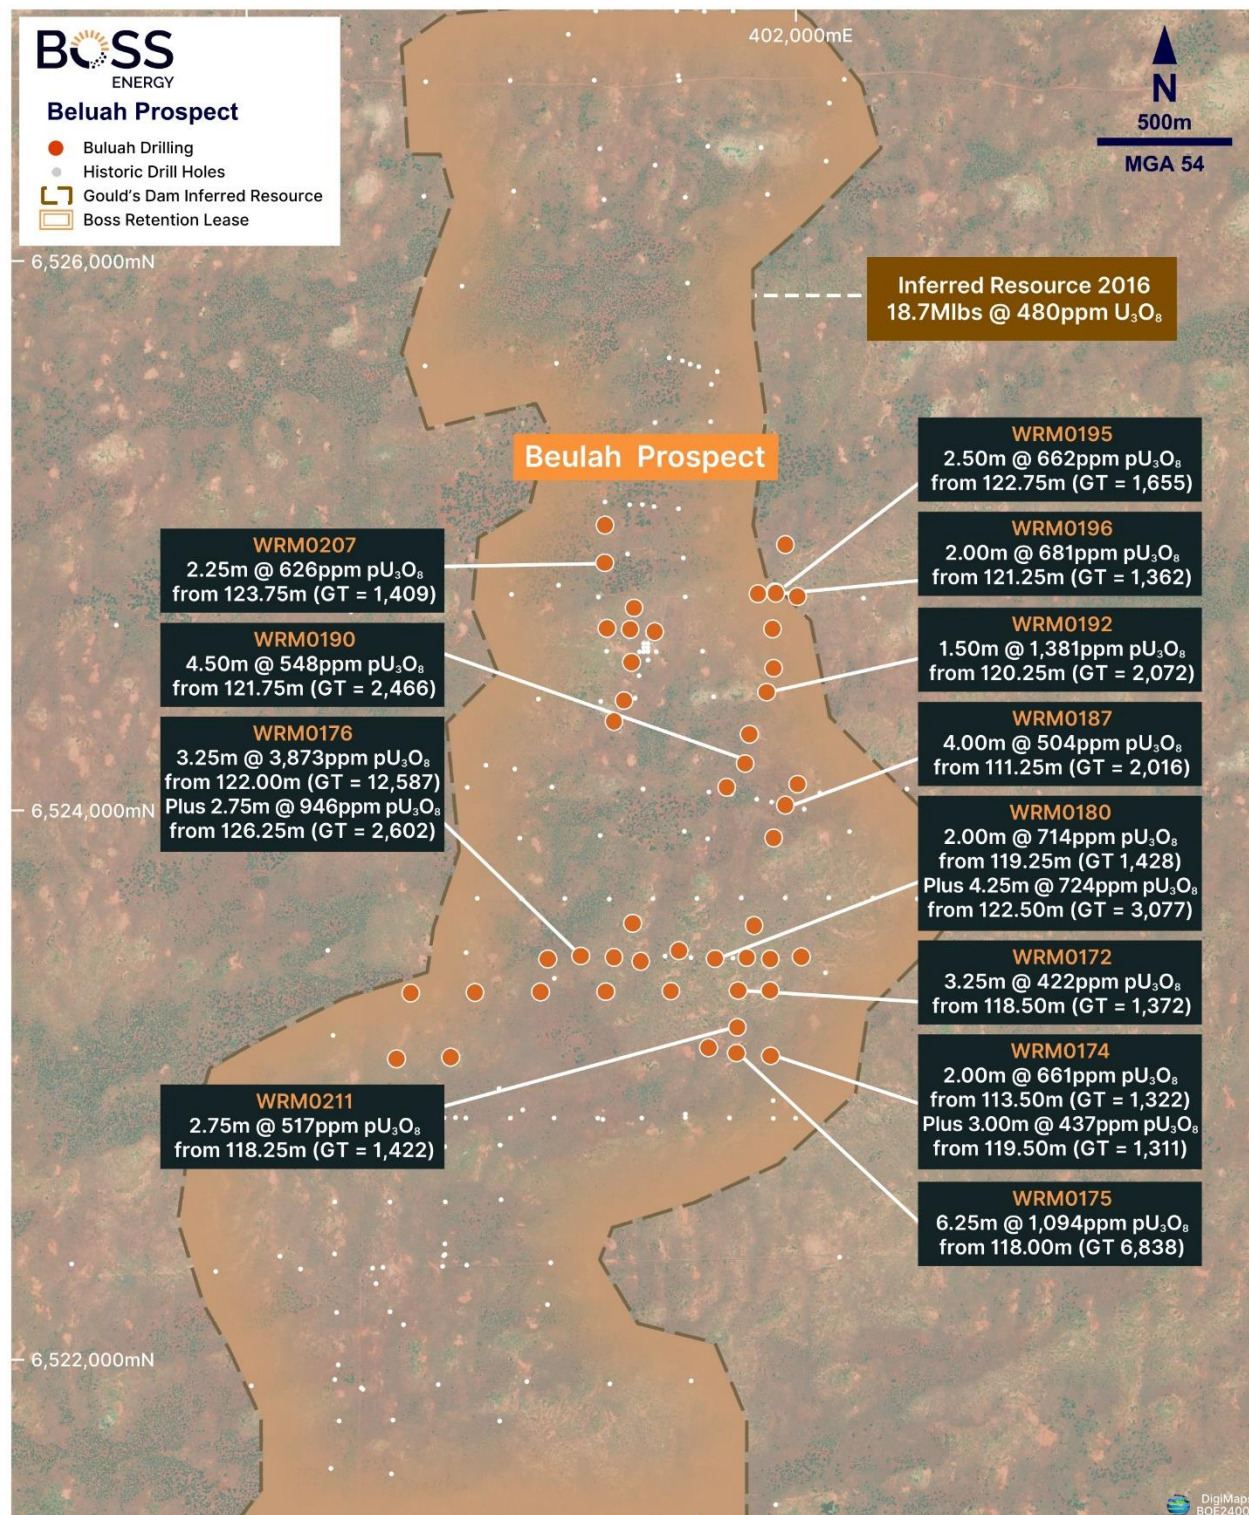 BOSS
ENERGY
Beluah Prospect
Buluah Drilling
Historic Drill Holes
Gould's Dam Inferred Resource
Boss Retention Lease
402,000mE
N
500m
MGA 54
6,526,000mN
Inferred Resource 2016
18.7Mlbs @ 480ppm U₃O₈
Beulah Prospect
WRM0195
2.50m @ 662ppm pU₃O₈
from 122.75m (GT = 1,655)
WRM0196
2.00m @ 681ppm pU₃O₈
from 121.25m (GT = 1,362)
WRM0207
2.25m @ 626ppm pU₃O₈
from 123.75m (GT = 1,409)
WRM0192
1.50m @ 1,381ppm pU₃O₈
from 120.25m (GT = 2,072)
WRM0190
4.50m @ 548ppm pU₃O₈
from 121.75m (GT = 2,466)
WRM0187
4.00m @ 504ppm pU₃O₈
from 111.25m (GT = 2,016)
WRM0176
3.25m @ 3,873ppm pU₃O₈
from 122.00m (GT = 12,587)
Plus 2.75m @ 946ppm pU₃O₈
from 126.25m (GT = 2,602)
6,524,000mN
WRM0180
2.00m @ 714ppm pU₃O₈
from 119.25m (GT 1,428)
Plus 4.25m @ 724ppm pU₃O₈
from 122.50m (GT = 3,077)
WRM0172
3.25m @ 422ppm pU₃O₈
from 118.50m (GT = 1,372)
WRM0174
2.00m @ 661ppm pU₃O₈
from 113.50m (GT = 1,322)
Plus 3.00m @ 437ppm pU₃O₈
from 119.50m (GT = 1,311)
WRM0211
2.75m @ 517ppm pU₃O₈
from 118.25m (GT = 1,422)
WRM0175
6.25m @ 1,094ppm pU₃O₈
from 118.00m (GT 6,838)
6,522,000mN
DigiMaps
BOE2400